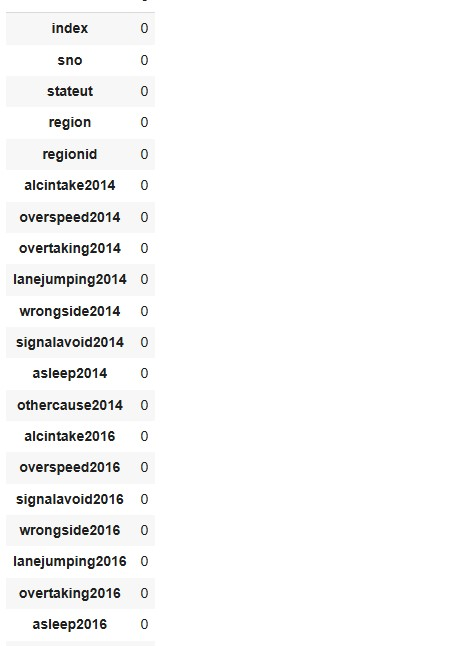 index 0
sno 0
stateut 0
region 0
regionid 0
alcintake2014 0
overspeed2014 0
overtaking2014 0
lanejumping2014 0
wrongside2014 0
signalavoid2014 0
asleep2014 0
othercause2014 0
alcintake2016 0
overspeed2016 0
signalavoid2016 0
wrongside2016 0
lanejumping2016 0
overtaking2016 0
asleep2016 0